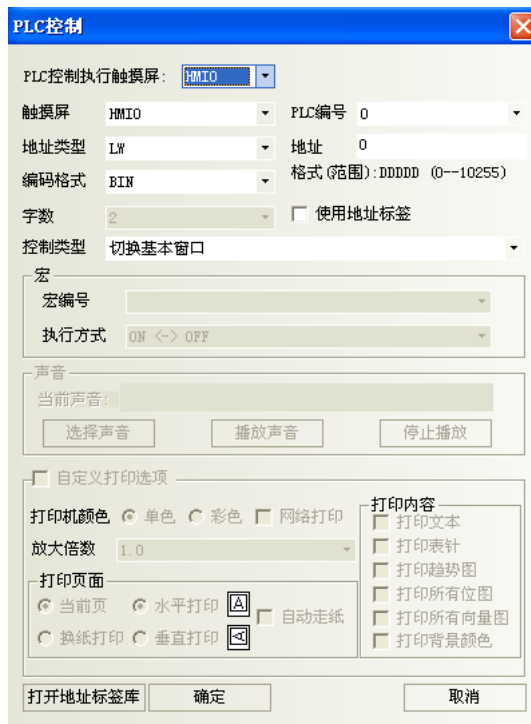 PLC控制
PLC控制执行触摸屏: HMI0
触摸屏 HMI0 PLC编号 0
地址类型 LW 地址 0
编码格式 BIN 格式(范围):DDDDD (0--10255)
字数 2 使用地址标签
控制类型 切换基本窗口
宏
宏编号
执行方式 ON <-> OFF
声音
当前声音:
选择声音 播放声音 停止播放
自定义打印选项
打印机颜色 单色 彩色 网络打印
放大倍数 1.0
打印页面
当前页 水平打印 A 自动走纸
换纸打印 垂直打印 A
打印内容
打印文本
打印表针
打印趋势图
打印所有位图
打印所有向量图
打印背景颜色
打开地址标签库 确定 取消